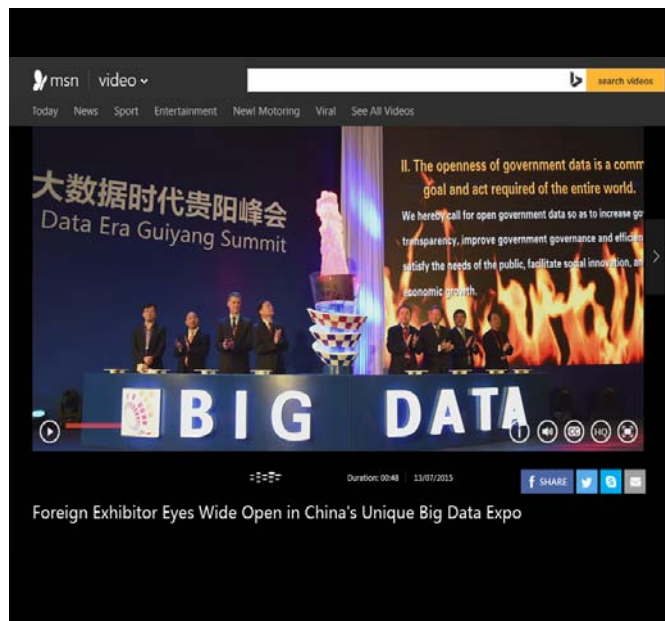 msn video
search videos
Today News Sport Entertainment New! Motoring Viral See All Videos
大数据时代贵阳峰会
Data Era Guiyang Summit
II. The openness of government data is a comm
goal and act required of the entire world.
We hereby call for open government data so as to increase go
transparency, improve government governance and efficien
satisfy the needs of the public, facilitate social innovation, an
economic growth.
BIG DATA
CC HQ
Duration: 00:48 13/07/2015
f SHARE
Foreign Exhibitor Eyes Wide Open in China's Unique Big Data Expo